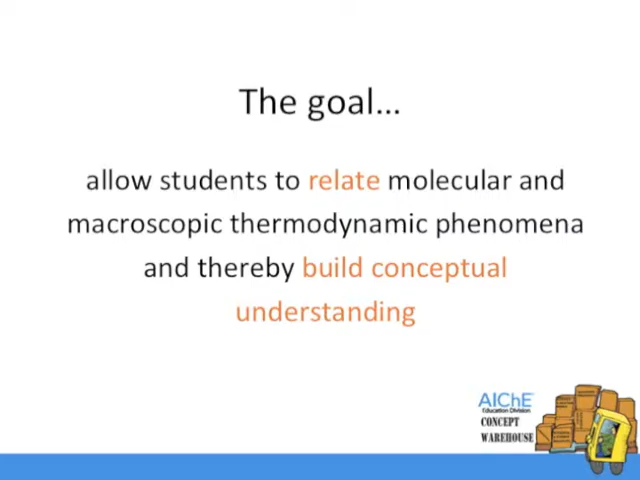 The goal...
allow students to relate molecular and
macroscopic thermodynamic phenomena
and thereby build conceptual
understanding
AIChE
Education Division
CONCEPT
WAREHOUSE